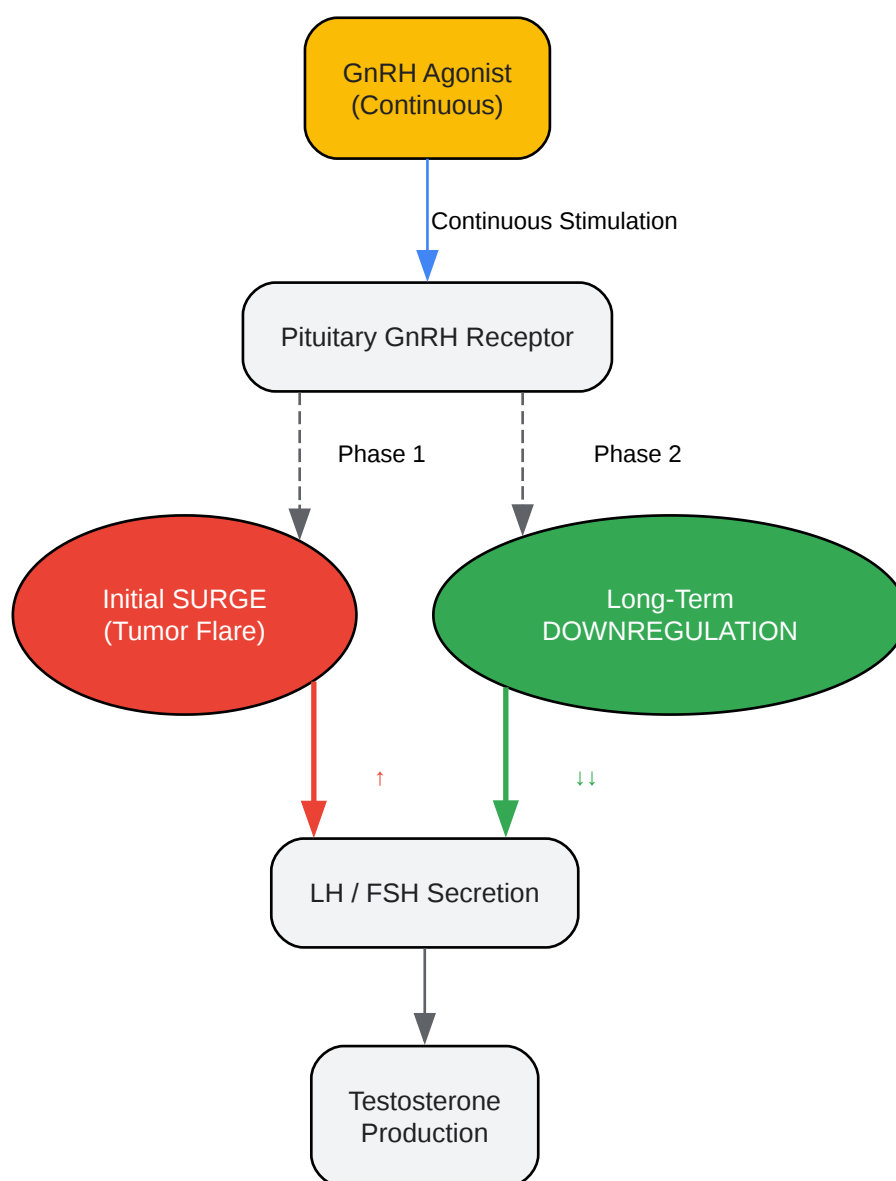 GnRH Agonist
(Continuous)
Continuous Stimulation
Pituitary GnRH Receptor
Phase 1
Phase 2
Initial SURGE
(Tumor Flare)
Long-Term
DOWNREGULATION
↑
↓↓
LH / FSH Secretion
Testosterone
Production